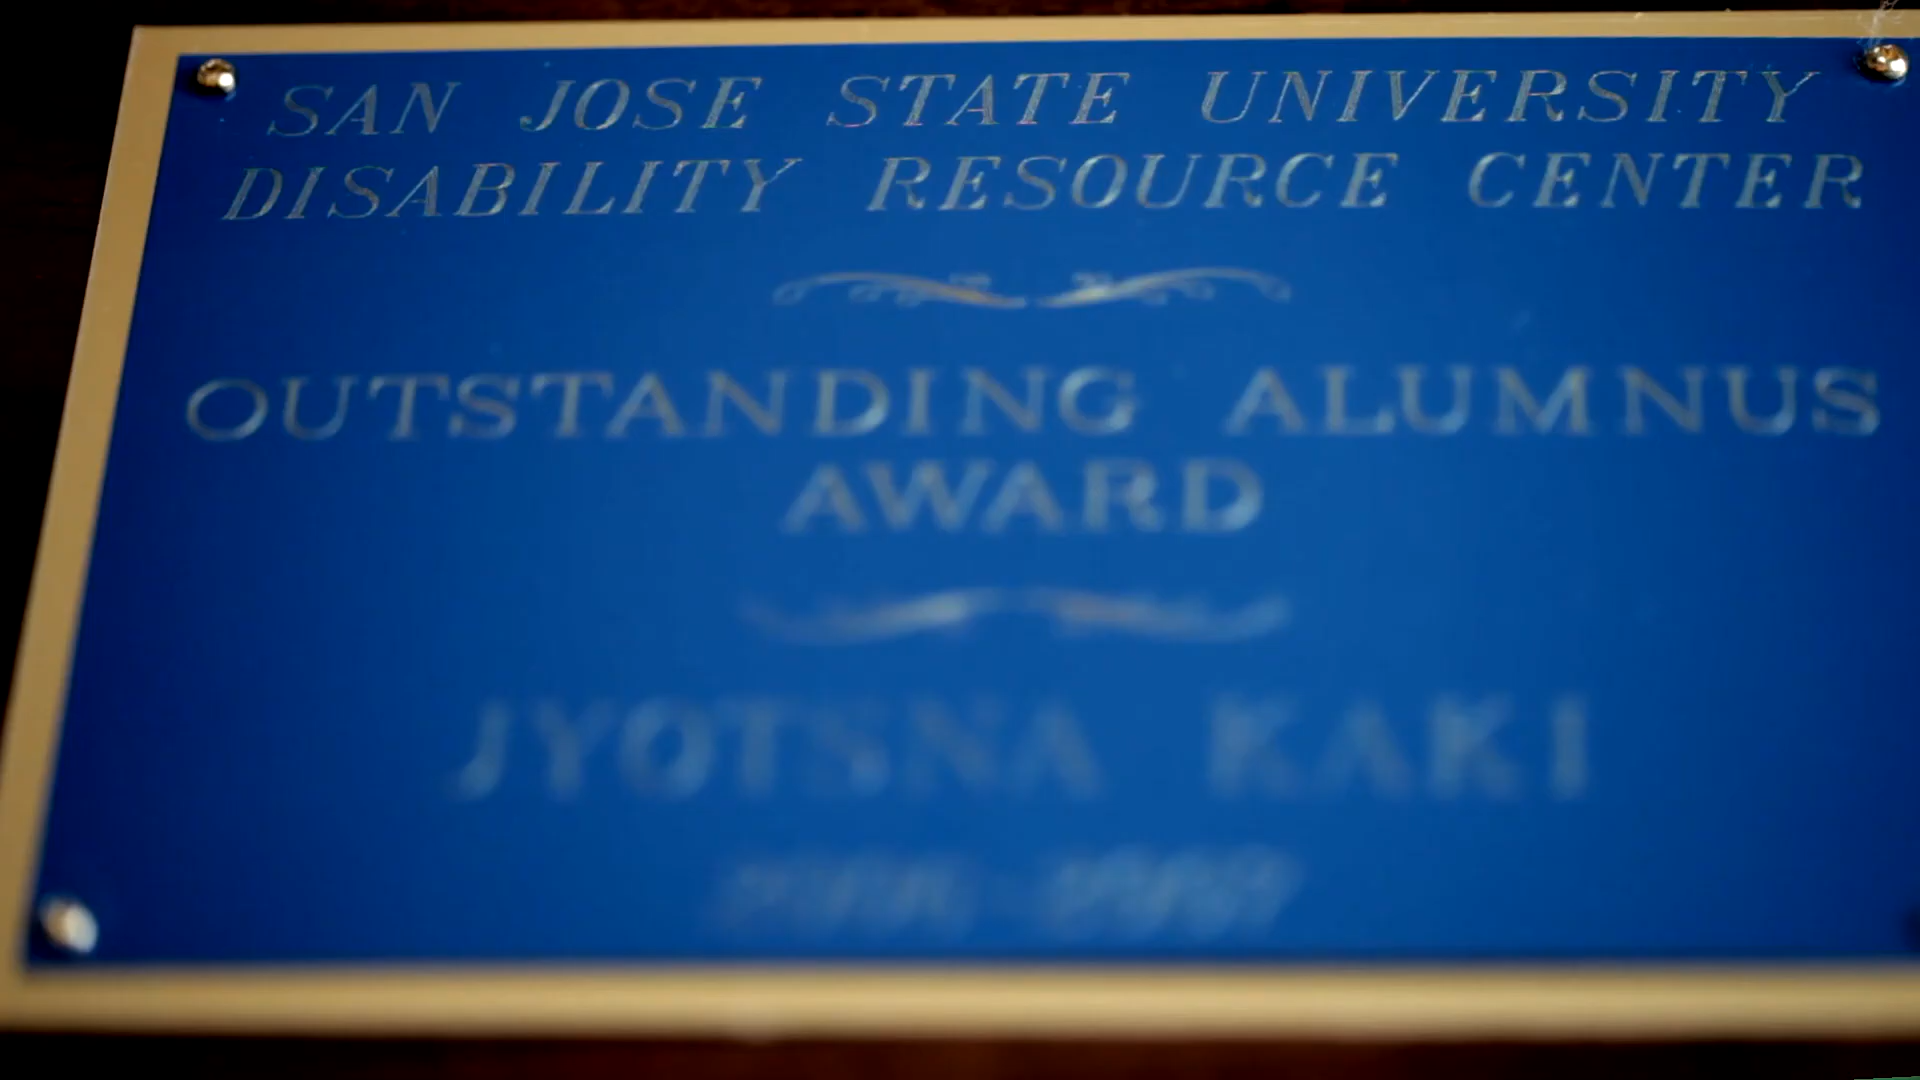 SAN JOSE STATE UNIVERSITY
DISABILITY RESOURCE CENTER
OUTSTANDING ALUMNUS
AWARD
JYOTSNA KAKI